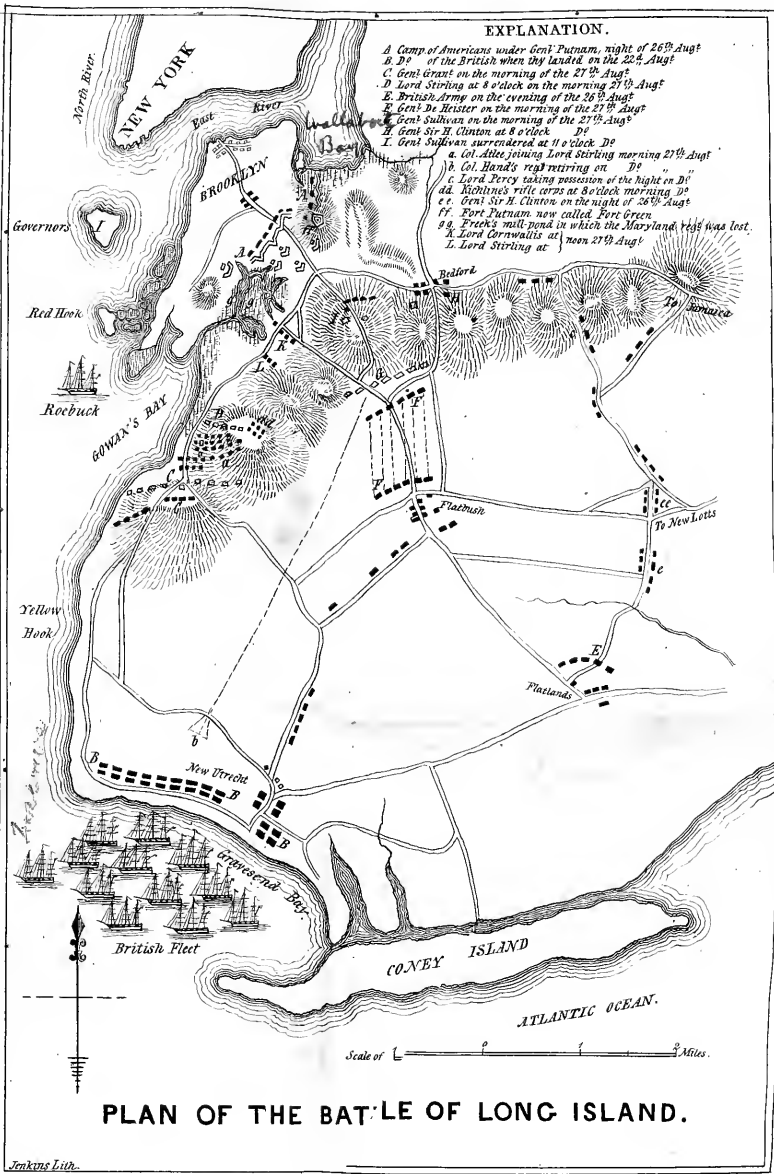 EXPLANATION.
A Camp of Americans under Genl Putnam, night of 26th Augt
B. Do of the British when thy landed on the 22d, Augt
C. Genl Grant on the morning of the 27th Augt
D Lord Stirling at 8 o'clock on the morning 27th Augt
E. British Army on the evening of the 26th Augt
F. Genl De Heister on the morning of the 27th Augt
G Genl Sullivan on the morning of the 27th Augt
H. Genl Sir H. Clinton at 8 o'clock Do
I. Genl Sullivan surrendered at 11 o'clock Do
a. Col. Atlee joining Lord Stirling morning 27th Augt
b. Col. Hand's regt retiring on Do " "
c. Lord Percy taking possession of the hight on Do
dd. Kichline's rifle corps at 8 o'clock morning Do
ee. Genl Sir H. Clinton on the night of 26th Augt
ff. Fort Putnam now called Fort Green
gg. Freek's mill-pond in which the Maryland regt was lost.
K. Lord Cornwallis at } noon 27th Augt
L. Lord Stirling at
North River.
NEW YORK
East River
Bay
BROOKLYN
Governors I
A
A
Bedford
To Jamaica
Red Hook
Roebuck
GOWAN'S BAY
K
L
G
F
F
H
D
dd
a
C
Flatbush
ee
To New Lotts
e
Yellow
Hook
E
Flatlands
b
B
New Utrecht
B
B
Gravesend Bay
British Fleet
CONEY ISLAND
ATLANTIC OCEAN.
Scale of 1 0 1 2 Miles.
PLAN OF THE BATTLE OF LONG ISLAND.
Jenkins Lith.